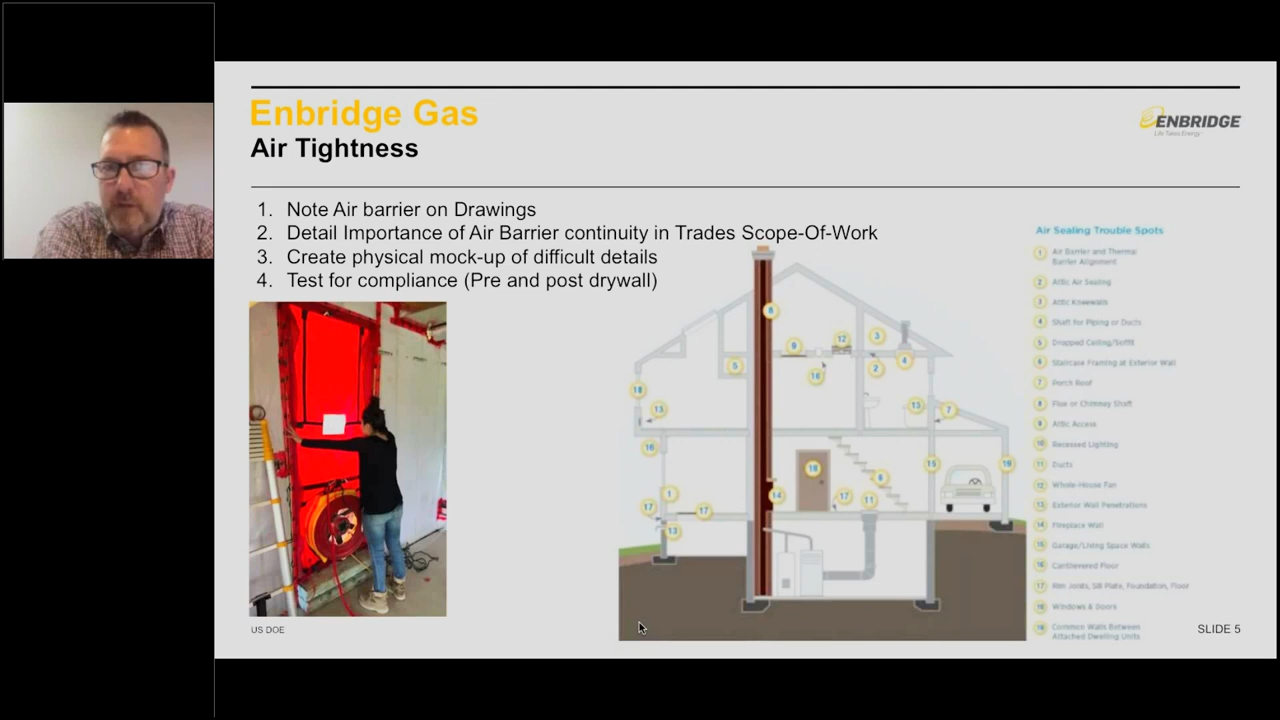 Enbridge Gas
Air Tightness
ENBRIDGE
Life Takes Energy
1. Note Air barrier on Drawings
2. Detail Importance of Air Barrier continuity in Trades Scope-Of-Work
3. Create physical mock-up of difficult details
4. Test for compliance (Pre and post drywall)
Air Sealing Trouble Spots
1 Air Barrier and Thermal
Barrier Alignment
2 Attic Air Sealing
3 Attic Kneewalls
4 Shaft for Piping or Ducts
5 Dropped Ceiling/Soffit
6 Staircase Framing at Exterior Wall
7 Porch Roof
8 Flue or Chimney Shaft
9 Attic Access
10 Recessed Lighting
11 Ducts
12 Whole-House Fan
13 Exterior Wall Penetrations
14 Fireplace Wall
15 Garage/Living Space Walls
16 Cantilevered Floor
17 Rim Joists, Sill Plate, Foundation, Floor
18 Windows & Doors
19 Common Walls Between
Attached Dwelling Units
US DOE
SLIDE 5